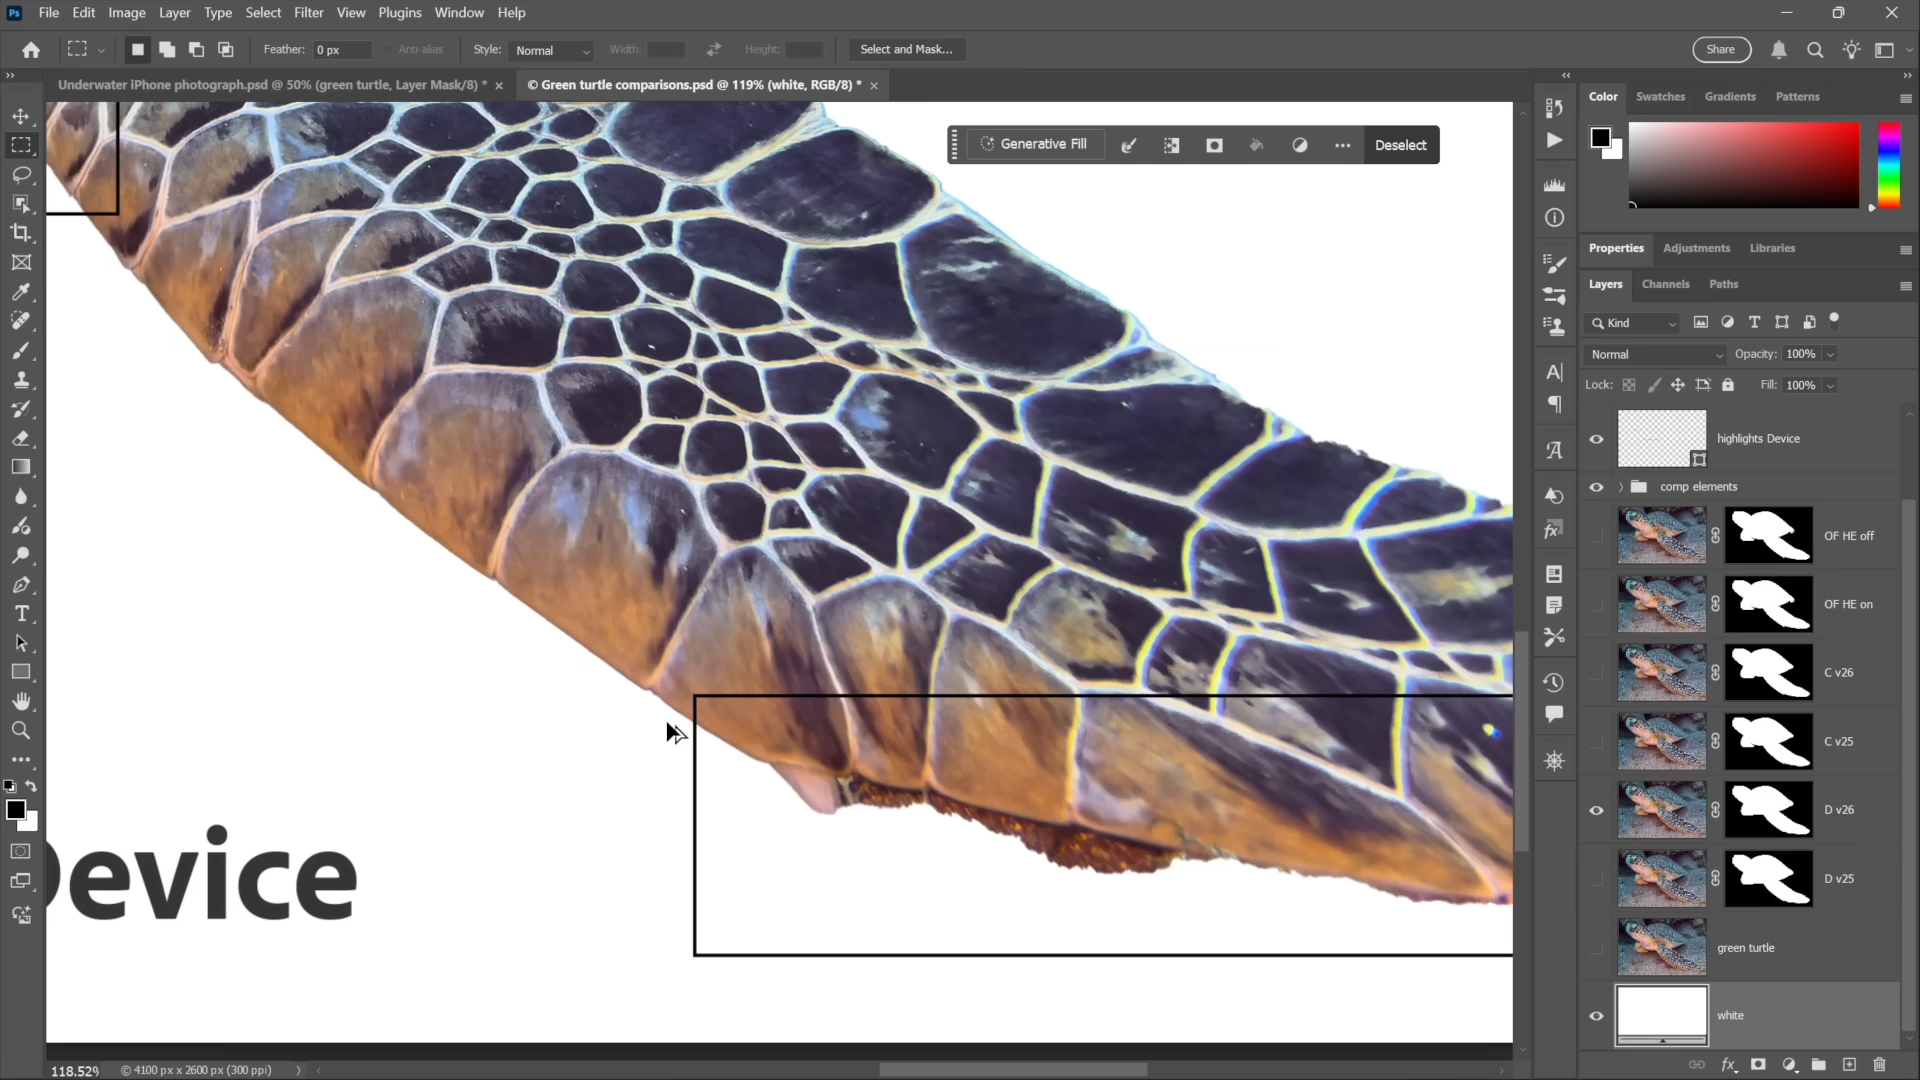 Ps File Edit Image Layer Type Select Filter View Plugins Window Help
Feather: 0 px Anti-alias Style: Normal Width: Height: Select and Mask... Share
Underwater iPhone photograph.psd @ 50% (green turtle, Layer Mask/8) * × © Green turtle comparisons.psd @ 119% (white, RGB/8) * ×
Generative Fill Deselect
Device
118.52% © 4100 px x 2600 px (300 ppi)
Color Swatches Gradients Patterns
Properties Adjustments Libraries
Layers Channels Paths
Kind
Normal Opacity: 100%
Lock: Fill: 100%
highlights Device
comp elements
OF HE off
OF HE on
C v26
C v25
D v26
D v25
green turtle
white